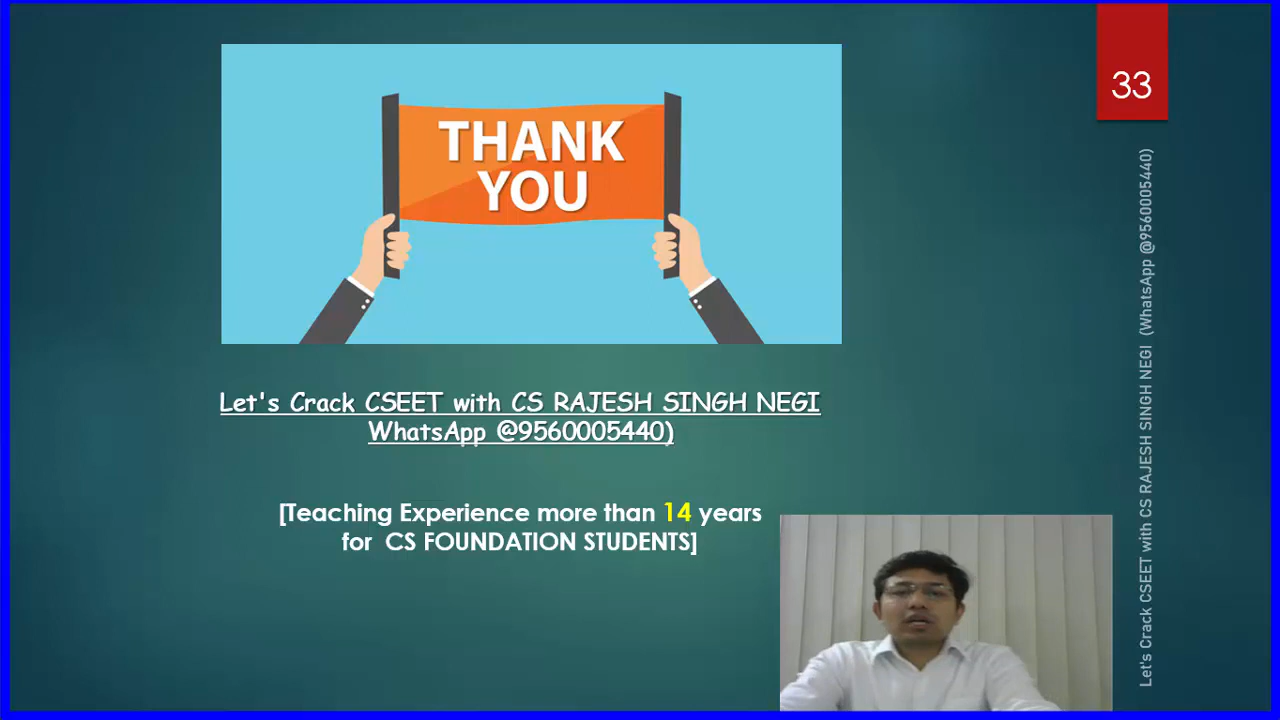 THANK
YOU
33
Let's Crack CSEET with CS RAJESH SINGH NEGI
WhatsApp @9560005440)
[Teaching Experience more than 14 years
for CS FOUNDATION STUDENTS]
Let's Crack CSEET with CS RAJESH SINGH NEGI (WhatsApp @9560005440)